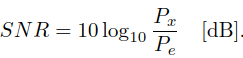 SNR = 10 log₁₀ Pₓ/Pₑ [dB].